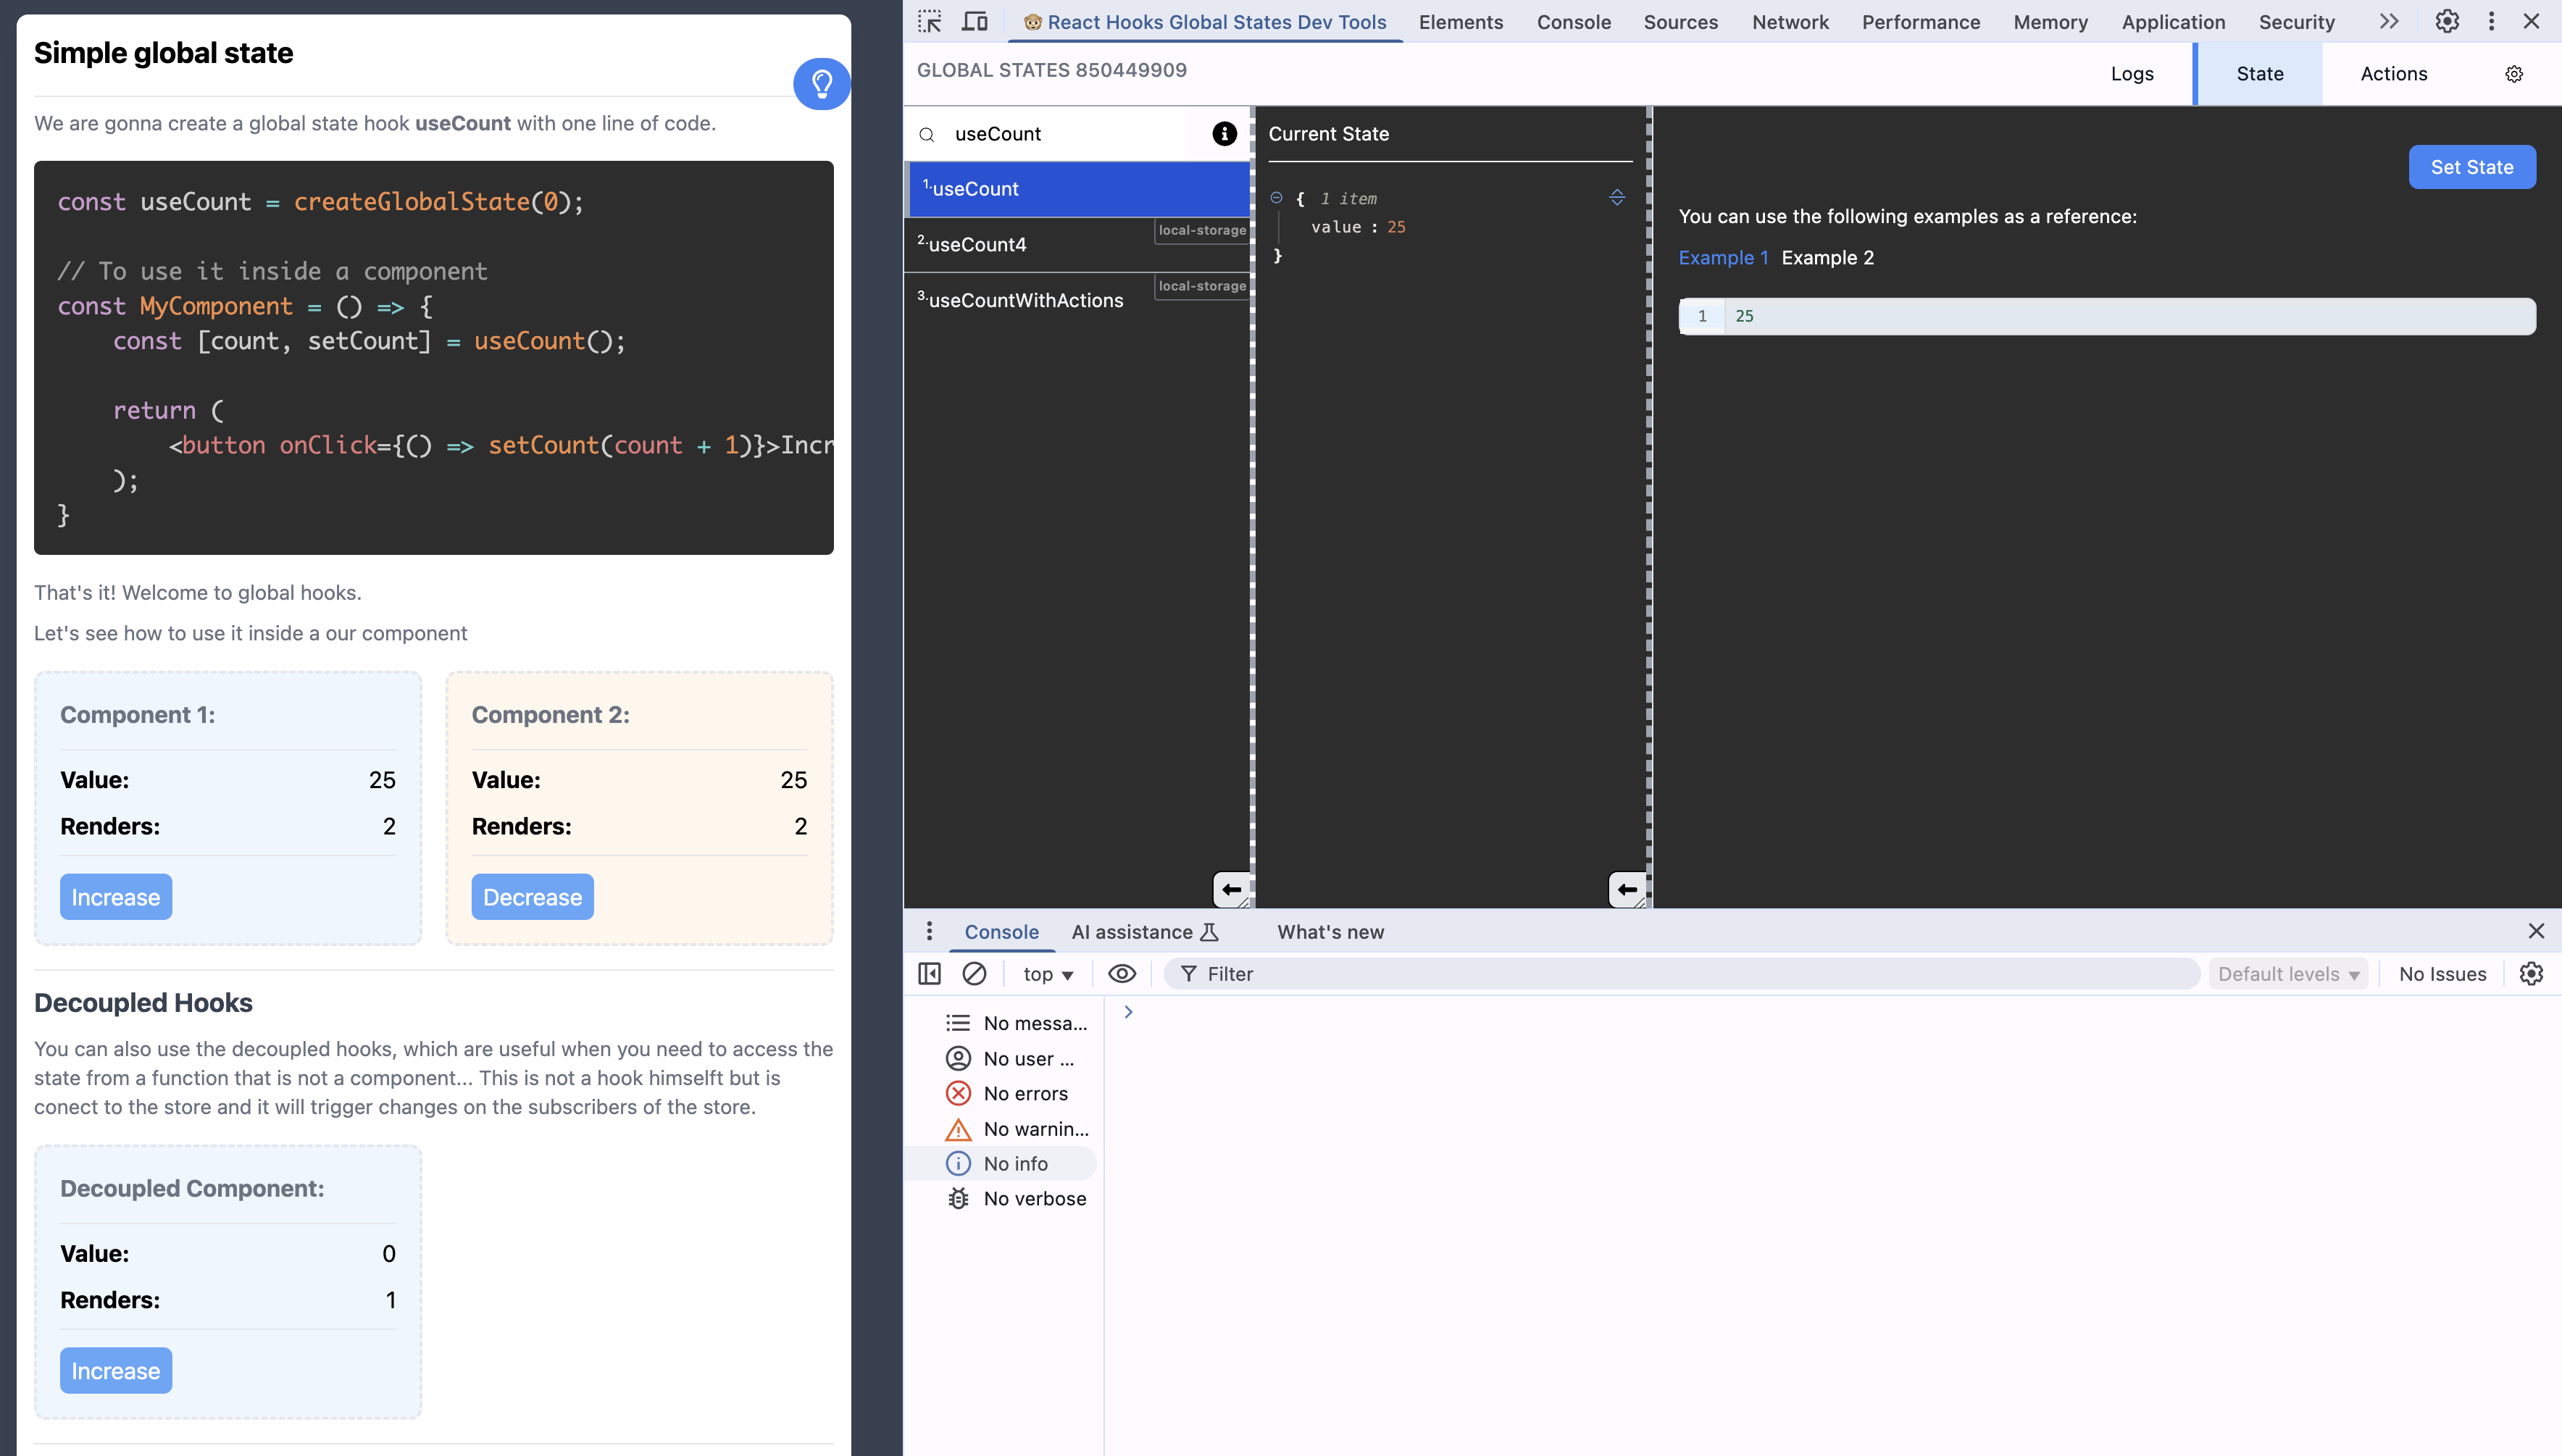 Simple global state
We are gonna create a global state hook useCount with one line of code.
const useCount = createGlobalState(0);
// To use it inside a component
const MyComponent = () => {
const [count, setCount] = useCount();
return (
<button onClick={() => setCount(count + 1)}>Incr
);
}
That's it! Welcome to global hooks.
Let's see how to use it inside a our component
Component 1:
Value: 25
Renders: 2
Increase
Component 2:
Value: 25
Renders: 2
Decrease
Decoupled Hooks
You can also use the decoupled hooks, which are useful when you need to access the
state from a function that is not a component... This is not a hook himselft but is
conect to the store and it will trigger changes on the subscribers of the store.
Decoupled Component:
Value: 0
Renders: 1
Increase
React Hooks Global States Dev Tools Elements Console Sources Network Performance Memory Application Security
GLOBAL STATES 850449909
Logs State Actions
useCount
1.useCount
2.useCount4 local-storage
3.useCountWithActions local-storage
Current State
{ 1 item
value : 25
}
Set State
You can use the following examples as a reference:
Example 1 Example 2
1 25
Console AI assistance What's new
top Filter Default levels No Issues
No messa...
No user ...
No errors
No warnin...
No info
No verbose